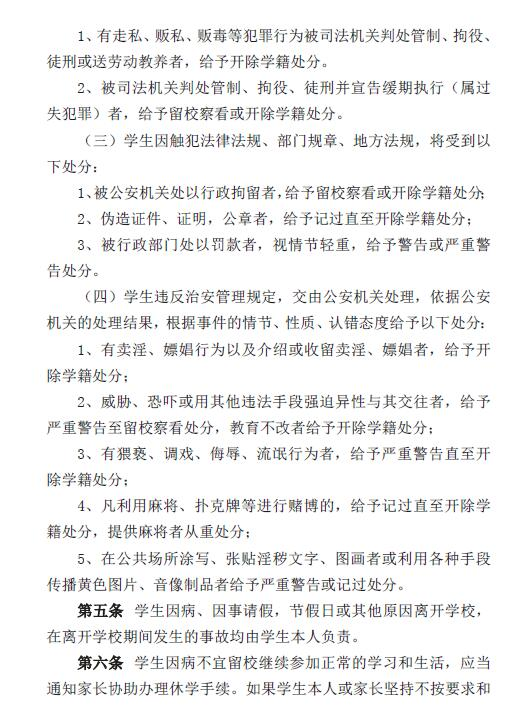 1、有走私、贩私、贩毒等犯罪行为被司法机关判处管制、拘役、
徒刑或送劳动教养者，给予开除学籍处分。
2、被司法机关判处管制、拘役、徒刑并宣告缓期执行（属过
失犯罪）者，给予留校察看或开除学籍处分。
（三）学生因触犯法律法规、部门规章、地方法规，将受到以
下处分：
1、被公安机关处以行政拘留者，给予留校察看或开除学籍处分；
2、伪造证件、证明，公章者，给予记过直至开除学籍处分；
3、被行政部门处以罚款者，视情节轻重，给予警告或严重警
告处分。
（四）学生违反治安管理规定，交由公安机关处理，依据公安
机关的处理结果，根据事件的情节、性质、认错态度给予以下处分：
1、有卖淫、嫖娼行为以及介绍或收留卖淫、嫖娼者，给予开
除学籍处分；
2、威胁、恐吓或用其他违法手段强迫异性与其交往者，给予
严重警告至留校察看处分，教育不改者给予开除学籍处分；
3、有猥亵、调戏、侮辱、流氓行为者，给予严重警告直至开
除学籍处分；
4、凡利用麻将、扑克牌等进行赌博的，给予记过直至开除学
籍处分，提供麻将者从重处分；
5、在公共场所涂写、张贴淫秽文字、图画者或利用各种手段
传播黄色图片、音像制品者给予严重警告或记过处分。
第五条 学生因病、因事请假，节假日或其他原因离开学校，
在离开学校期间发生的事故均由学生本人负责。
第六条 学生因病不宜留校继续参加正常的学习和生活，应当
通知家长协助办理休学手续。如果学生本人或家长坚持不按要求和